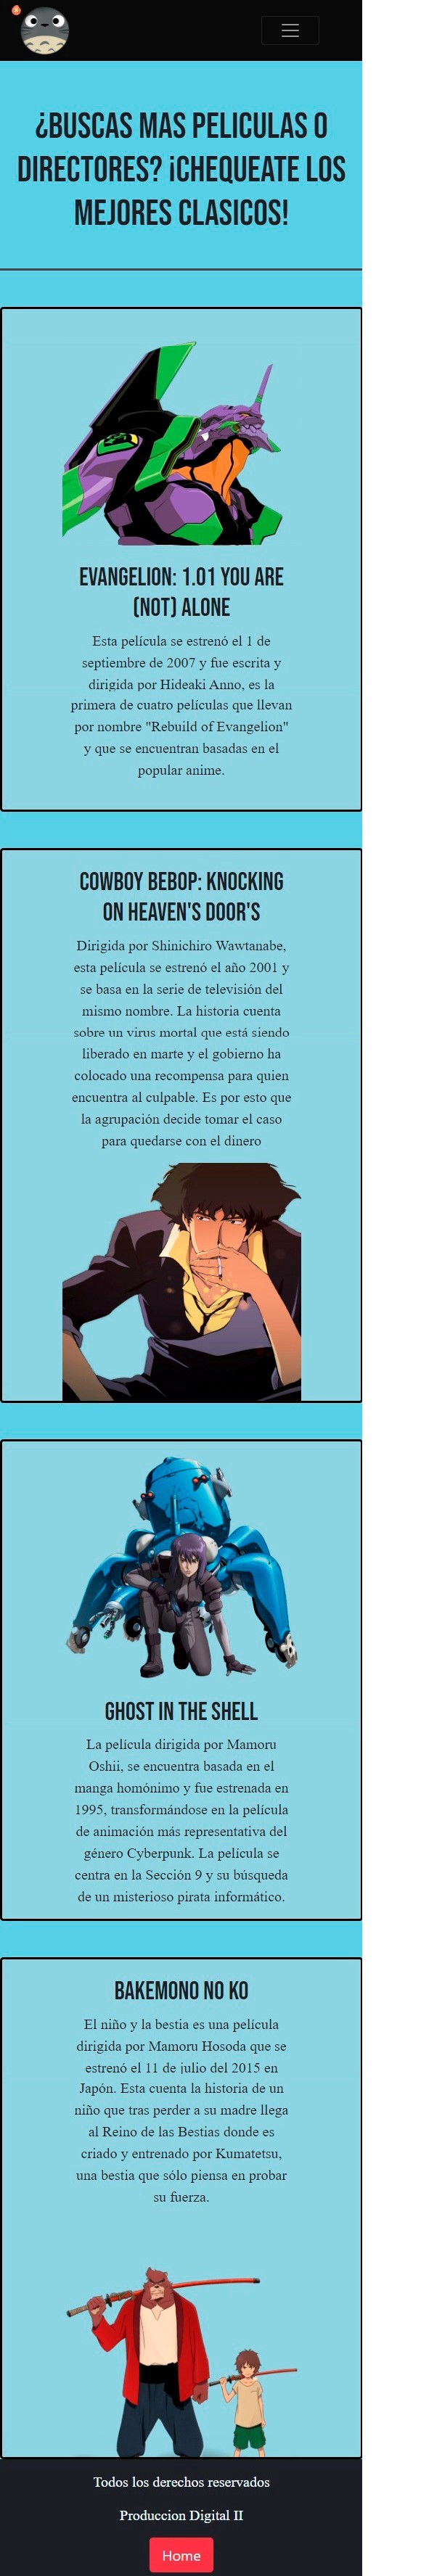 ¿BUSCAS MAS PELICULAS O
DIRECTORES? ¡CHEQUEATE LOS
MEJORES CLASICOS!
EVANGELION: 1.01 YOU ARE
(NOT) ALONE
Esta película se estrenó el 1 de
septiembre de 2007 y fue escrita y
dirigida por Hideaki Anno, es la
primera de cuatro películas que llevan
por nombre "Rebuild of Evangelion"
y que se encuentran basadas en el
popular anime.
COWBOY BEBOP: KNOCKING
ON HEAVEN'S DOOR'S
Dirigida por Shinichiro Wawtanabe,
esta película se estrenó el año 2001 y
se basa en la serie de televisión del
mismo nombre. La historia cuenta
sobre un virus mortal que está siendo
liberado en marte y el gobierno ha
colocado una recompensa para quien
encuentra al culpable. Es por esto que
la agrupación decide tomar el caso
para quedarse con el dinero
GHOST IN THE SHELL
La película dirigida por Mamoru
Oshii, se encuentra basada en el
manga homónimo y fue estrenada en
1995, transformándose en la película
de animación más representativa del
género Cyberpunk. La película se
centra en la Sección 9 y su búsqueda
de un misterioso pirata informático.
BAKEMONO NO KO
El niño y la bestia es una película
dirigida por Mamoru Hosoda que se
estrenó el 11 de julio del 2015 en
Japón. Esta cuenta la historia de un
niño que tras perder a su madre llega
al Reino de las Bestias donde es
criado y entrenado por Kumatetsu,
una bestia que sólo piensa en probar
su fuerza.
Todos los derechos reservados
Produccion Digital II
Home